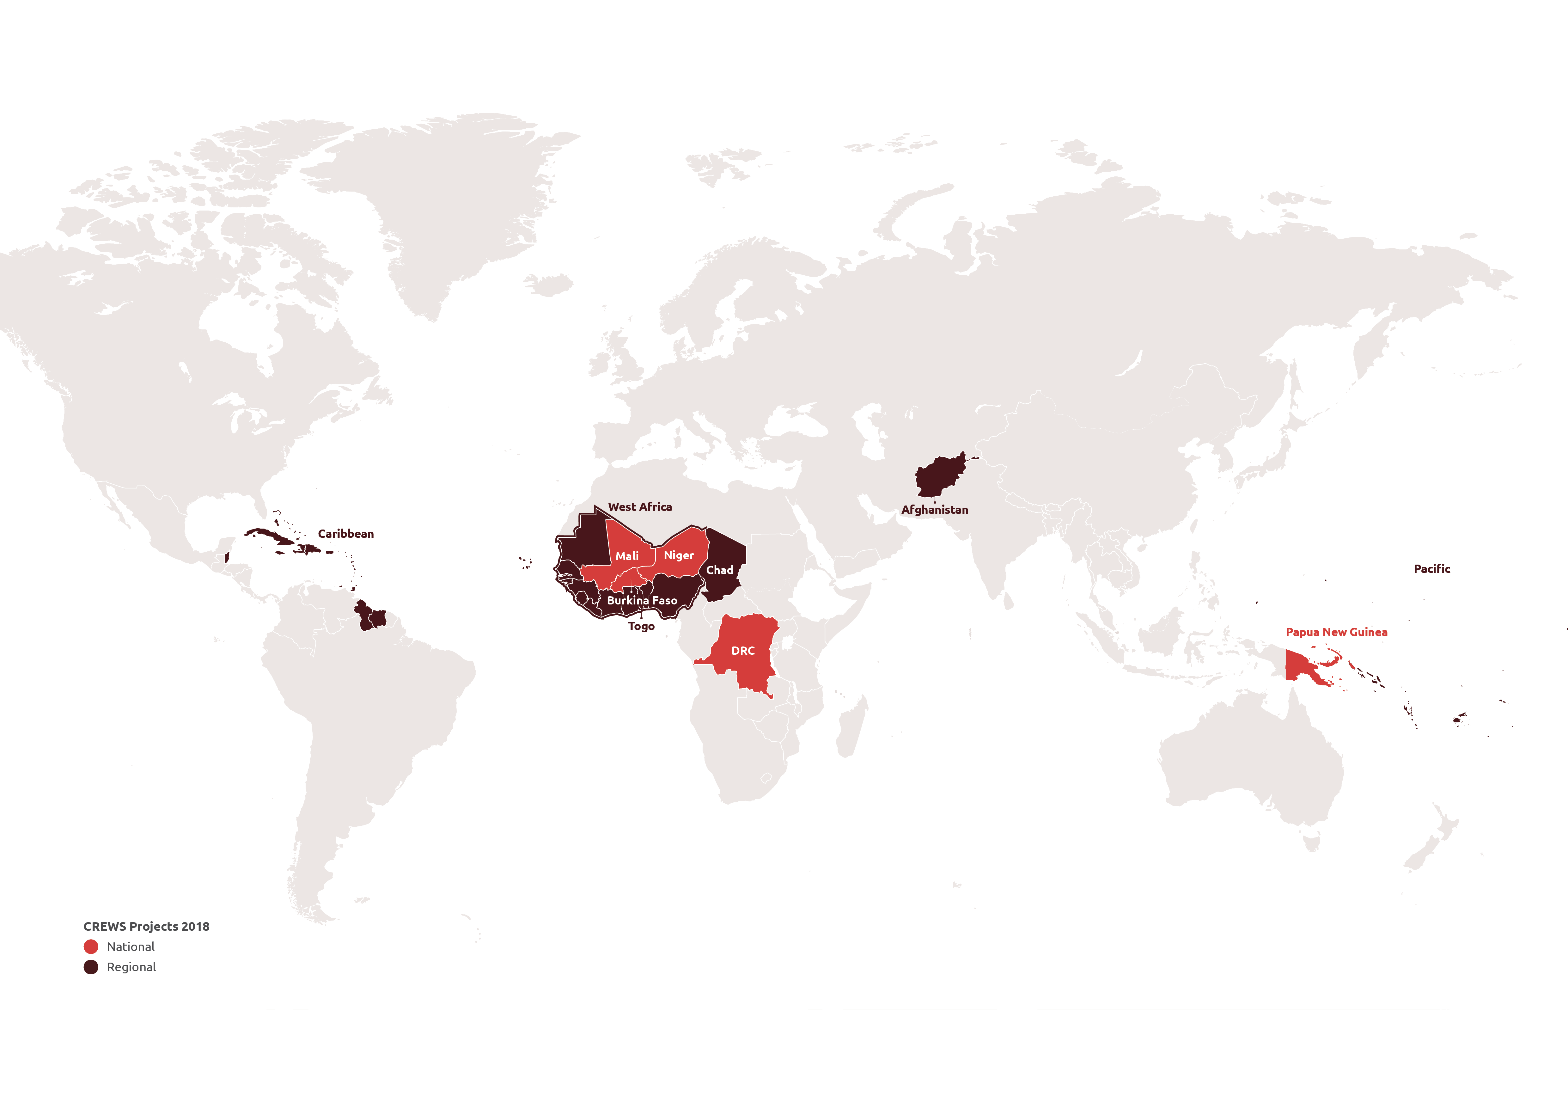 West Africa
Afghanistan
Caribbean
Mali
Niger
Chad
Pacific
Burkina Faso
Togo
Papua New Guinea
DRC
CREWS Projects 2018
National
Regional